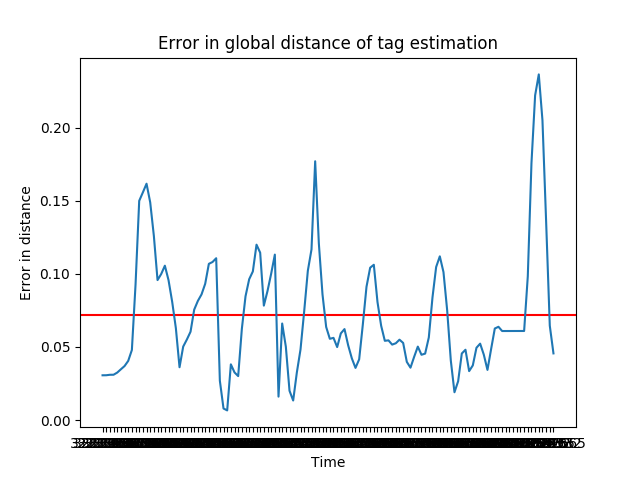 Error in global distance of tag estimation
0.20
0.15
0.10
0.05
0.00
Error in distance
Time